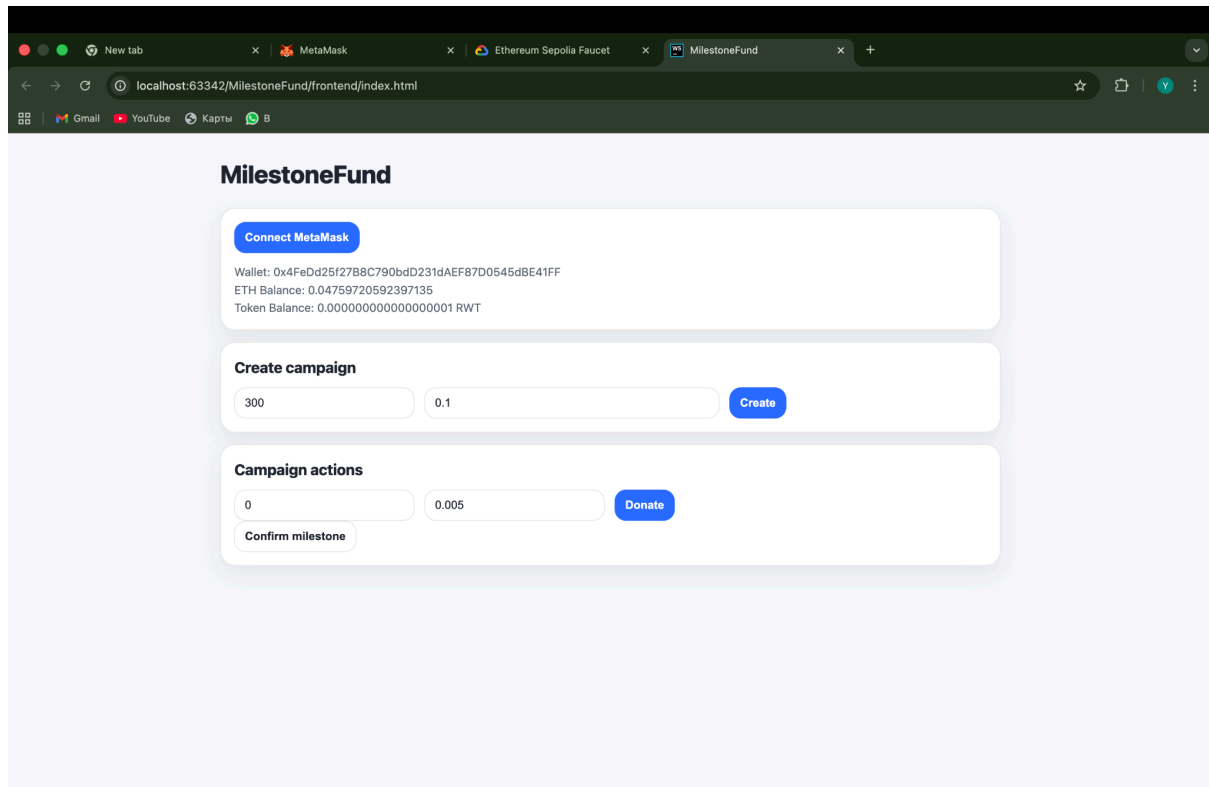 New tab
MetaMask
Ethereum Sepolia Faucet
WS
MilestoneFund
localhost:63342/MilestoneFund/frontend/index.html
Y
Gmail
YouTube
Карты
В
MilestoneFund
Connect MetaMask
Wallet: 0x4FeDd25f27B8C790bdD231dAEF87D0545dBE41FF
ETH Balance: 0.04759720592397135
Token Balance: 0.000000000000000001 RWT
Create campaign
300 0.1 Create
Campaign actions
0 0.005 Donate
Confirm milestone